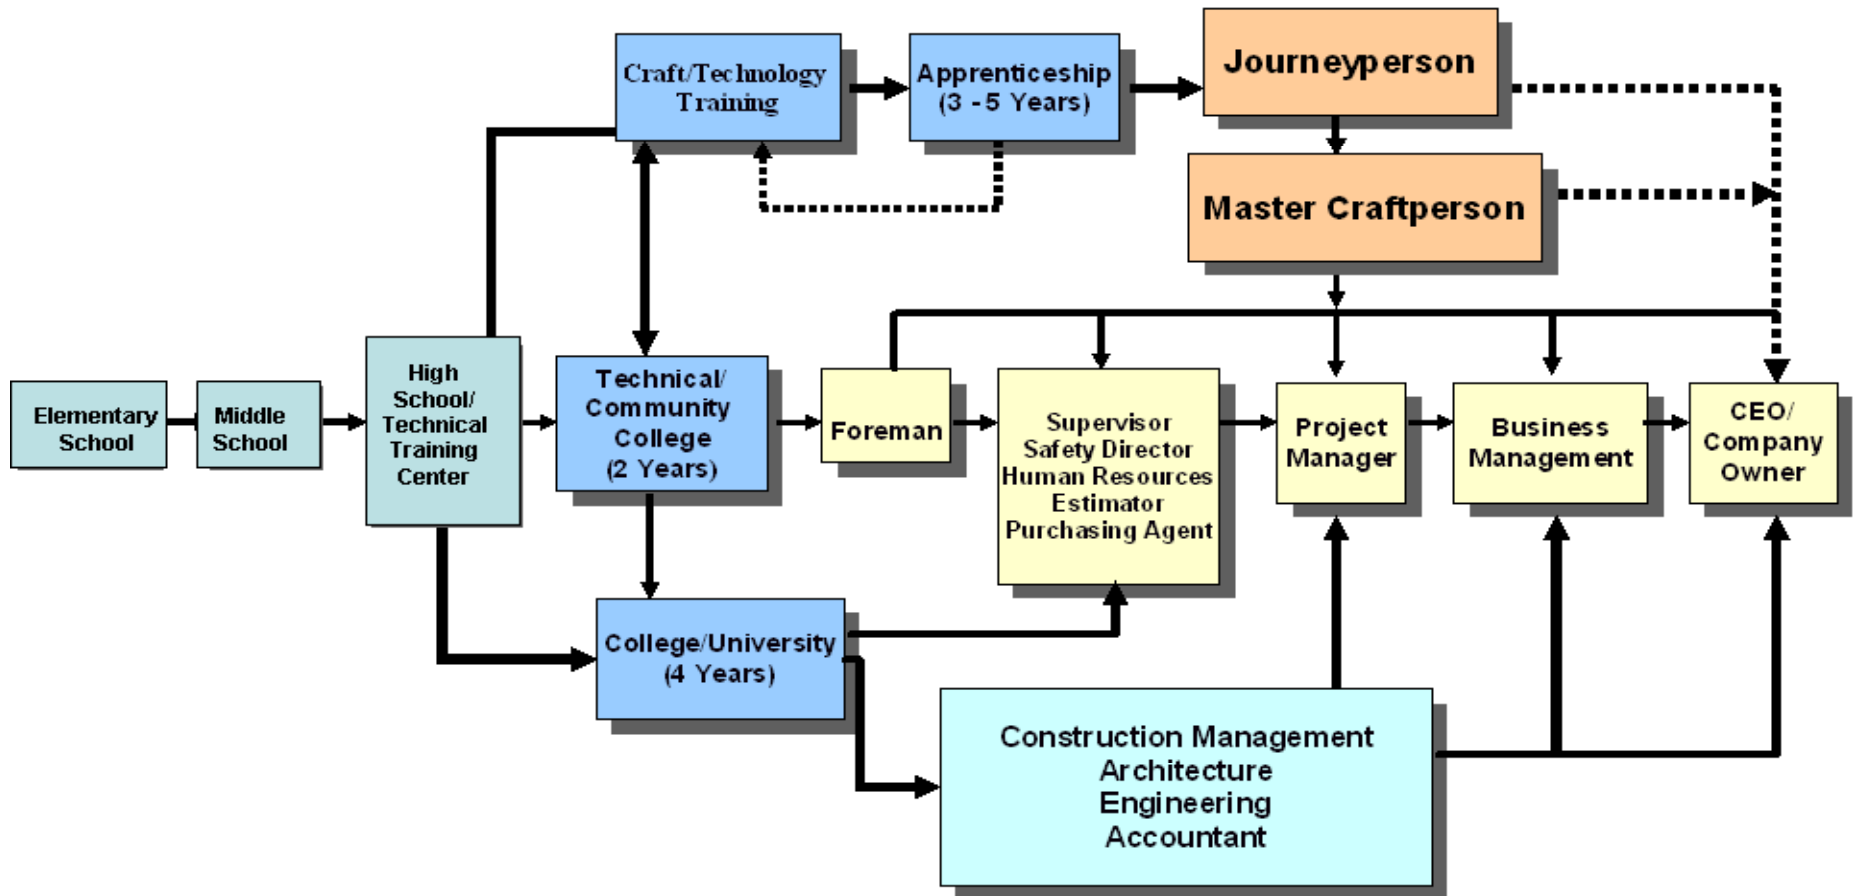 Craft/Technology
Training
Apprenticeship
(3 - 5 Years)
Journeyperson
Master Craftperson
Elementary
School
Middle
School
High
School/
Technical
Training
Center
Technical/
Community
College
(2 Years)
Foreman
Supervisor
Safety Director
Human Resources
Estimator
Purchasing Agent
Project
Manager
Business
Management
CEO/
Company
Owner
College/University
(4 Years)
Construction Management
Architecture
Engineering
Accountant